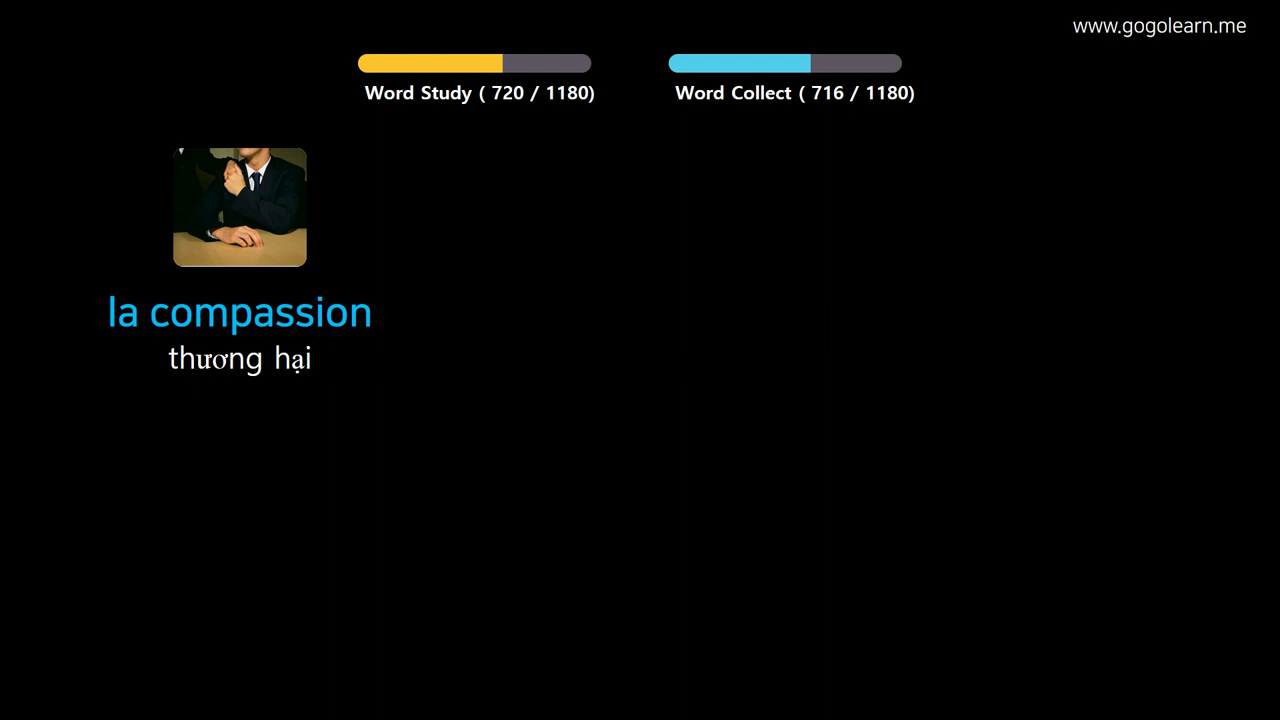 www.gogolearn.me
Word Study ( 720 / 1180)
Word Collect ( 716 / 1180)
la compassion
thương hại